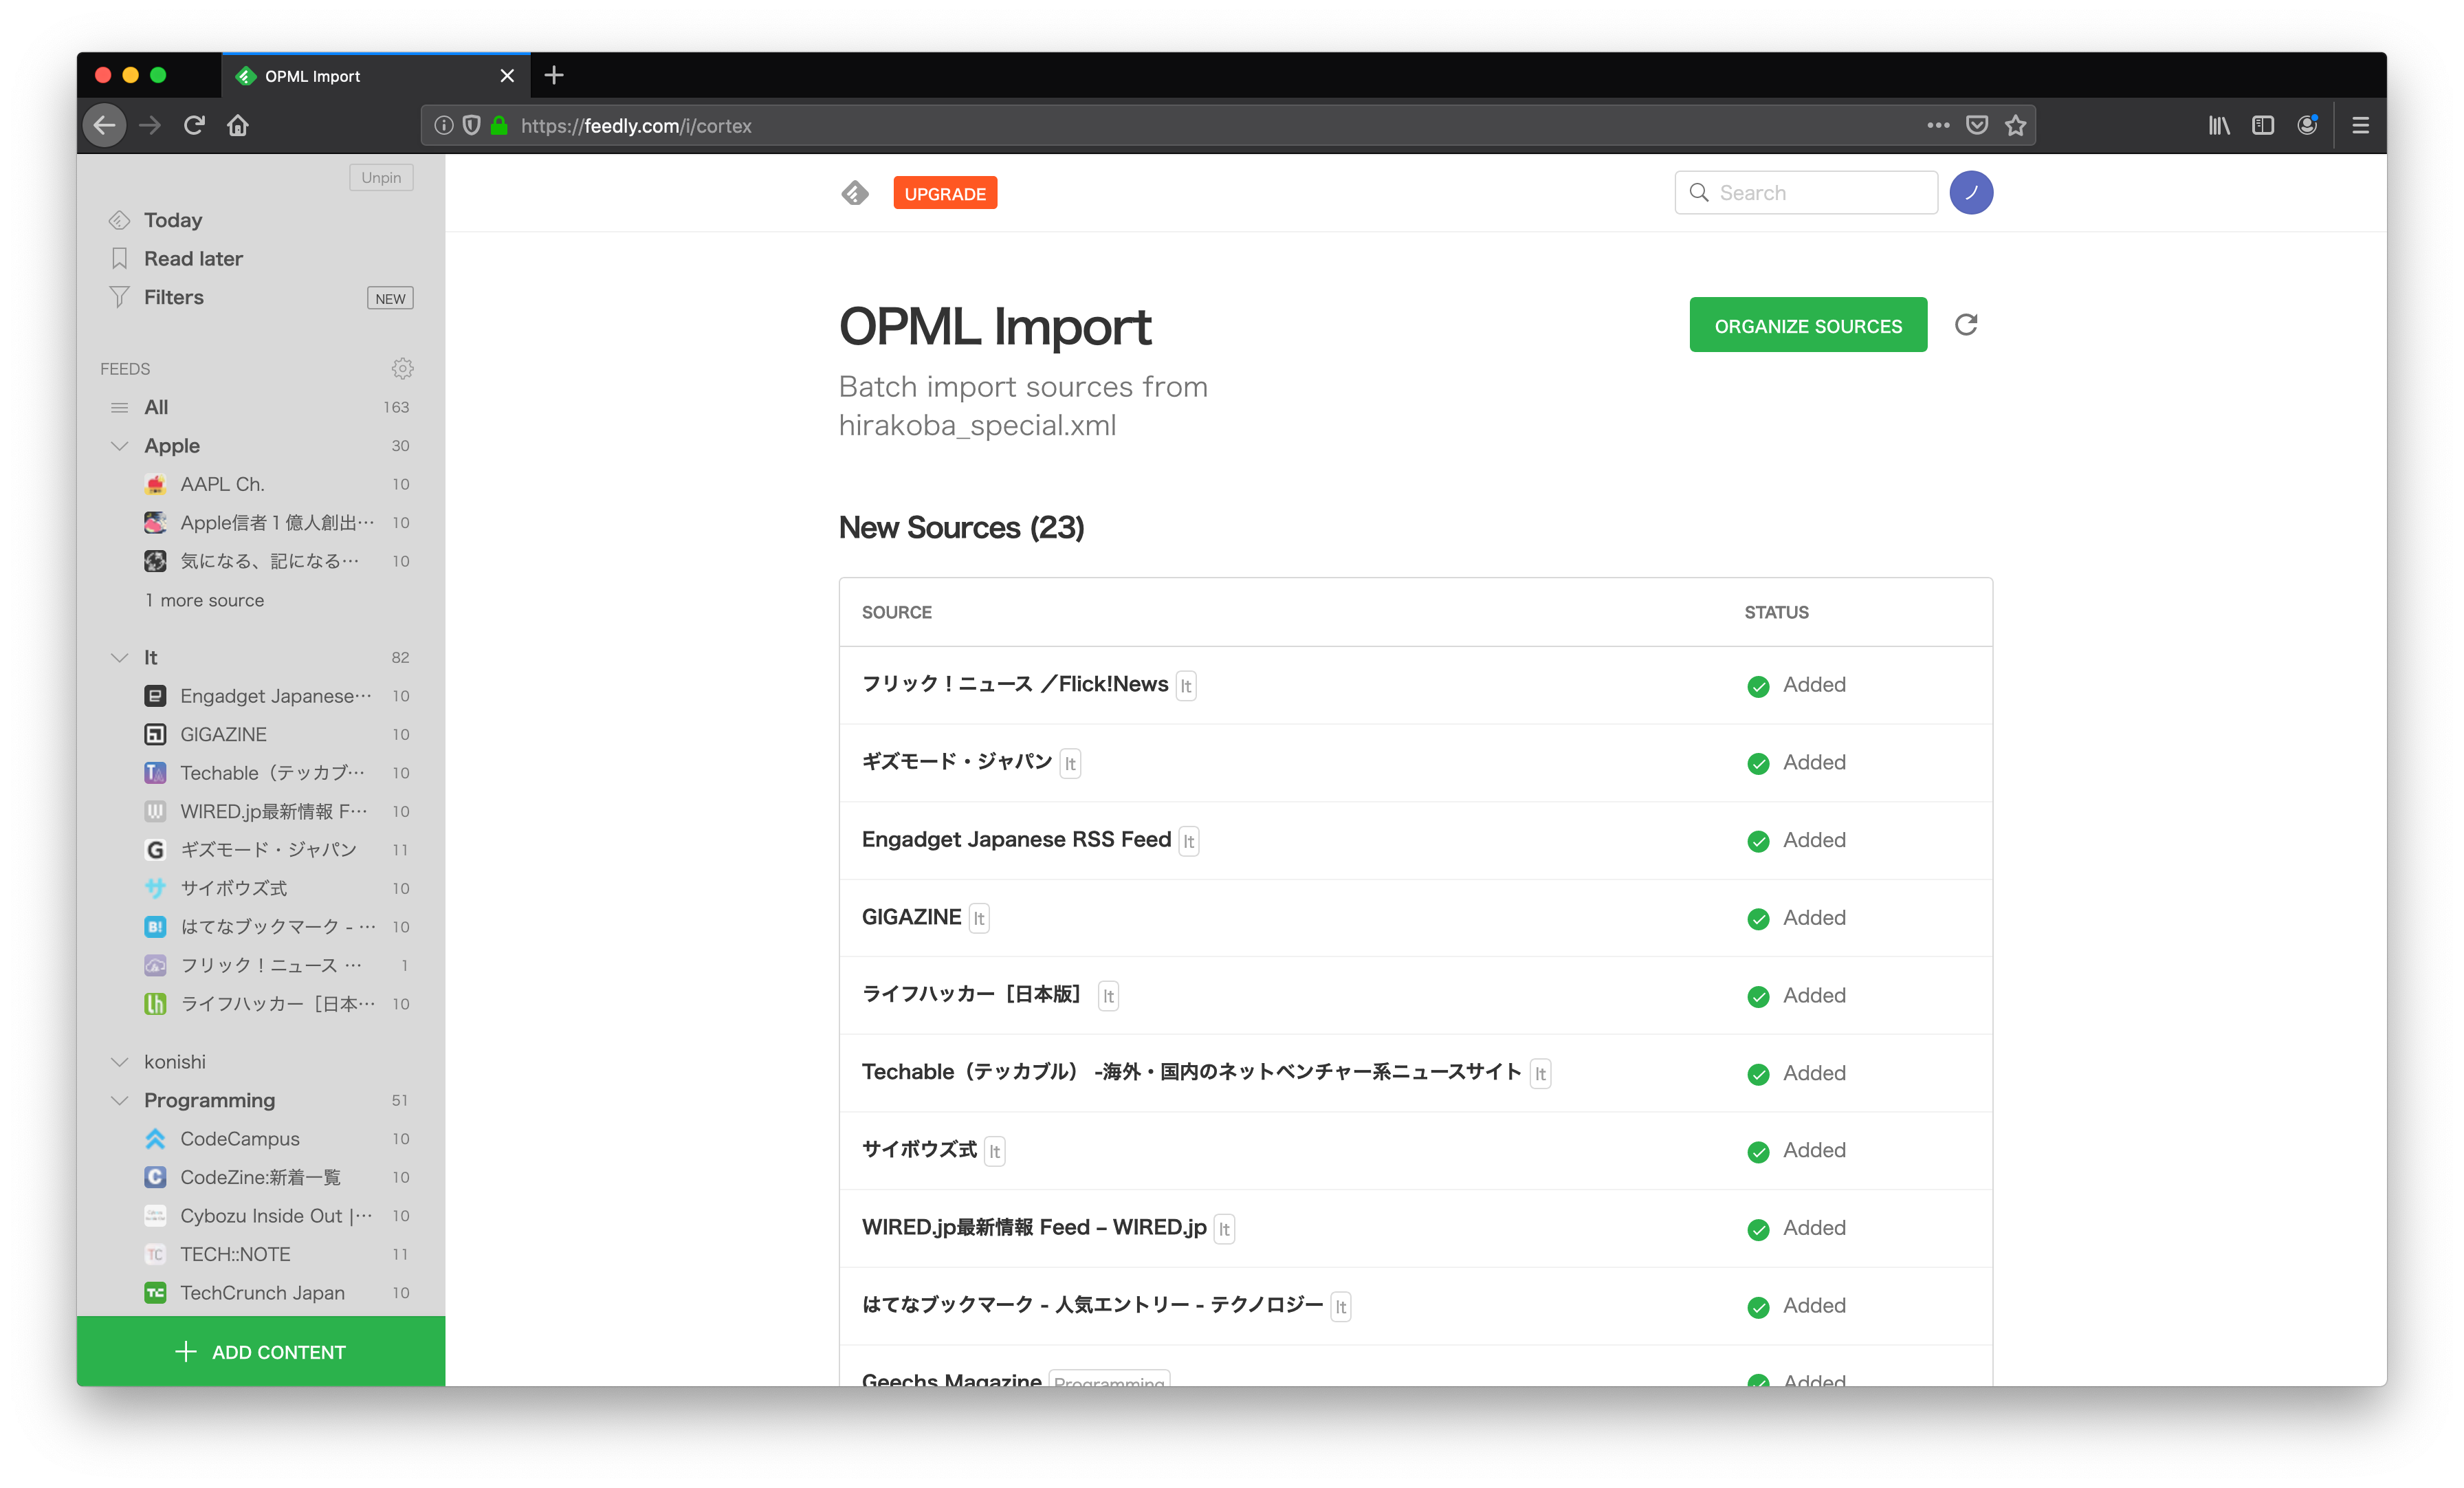 OPML Import
https://feedly.com/i/cortex
Unpin
Today
Read later
Filters NEW
FEEDS
All 163
Apple 30
AAPL Ch. 10
Apple信者１億人創出… 10
気になる、記になる… 10
1 more source
It 82
Engadget Japanese… 10
GIGAZINE 10
Techable（テッカブ… 10
WIRED.jp最新情報 F… 10
ギズモード・ジャパン 11
サイボウズ式 10
はてなブックマーク - … 10
フリック！ニュース … 1
ライフハッカー［日本… 10
konishi
Programming 51
CodeCampus 10
CodeZine:新着一覧 10
Cybozu Inside Out |… 10
TECH::NOTE 11
TechCrunch Japan 10
ADD CONTENT
UPGRADE
Search
ノ
OPML Import
ORGANIZE SOURCES
Batch import sources from
hirakoba_special.xml
New Sources (23)
SOURCE STATUS
フリック！ニュース ／Flick!News It Added
ギズモード・ジャパン It Added
Engadget Japanese RSS Feed It Added
GIGAZINE It Added
ライフハッカー［日本版］ It Added
Techable（テッカブル） -海外・国内のネットベンチャー系ニュースサイト It Added
サイボウズ式 It Added
WIRED.jp最新情報 Feed – WIRED.jp It Added
はてなブックマーク - 人気エントリー - テクノロジー It Added
Geechs Magazine Programming Added